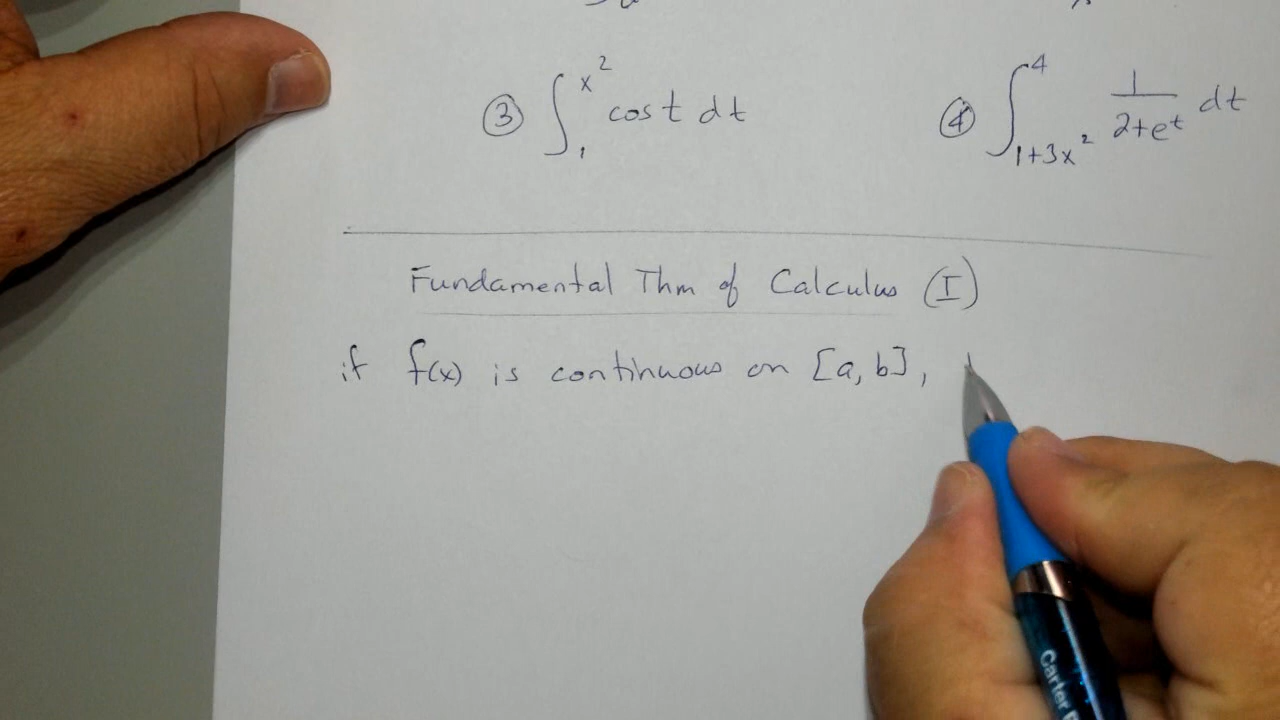 ③ ∫₁^{x²} cos t dt
④ ∫_{1+3x²}^{4} 1/(2+e^t) dt
Fundamental Thm of Calculus (I)
if f(x) is continuous on [a, b],
Carter